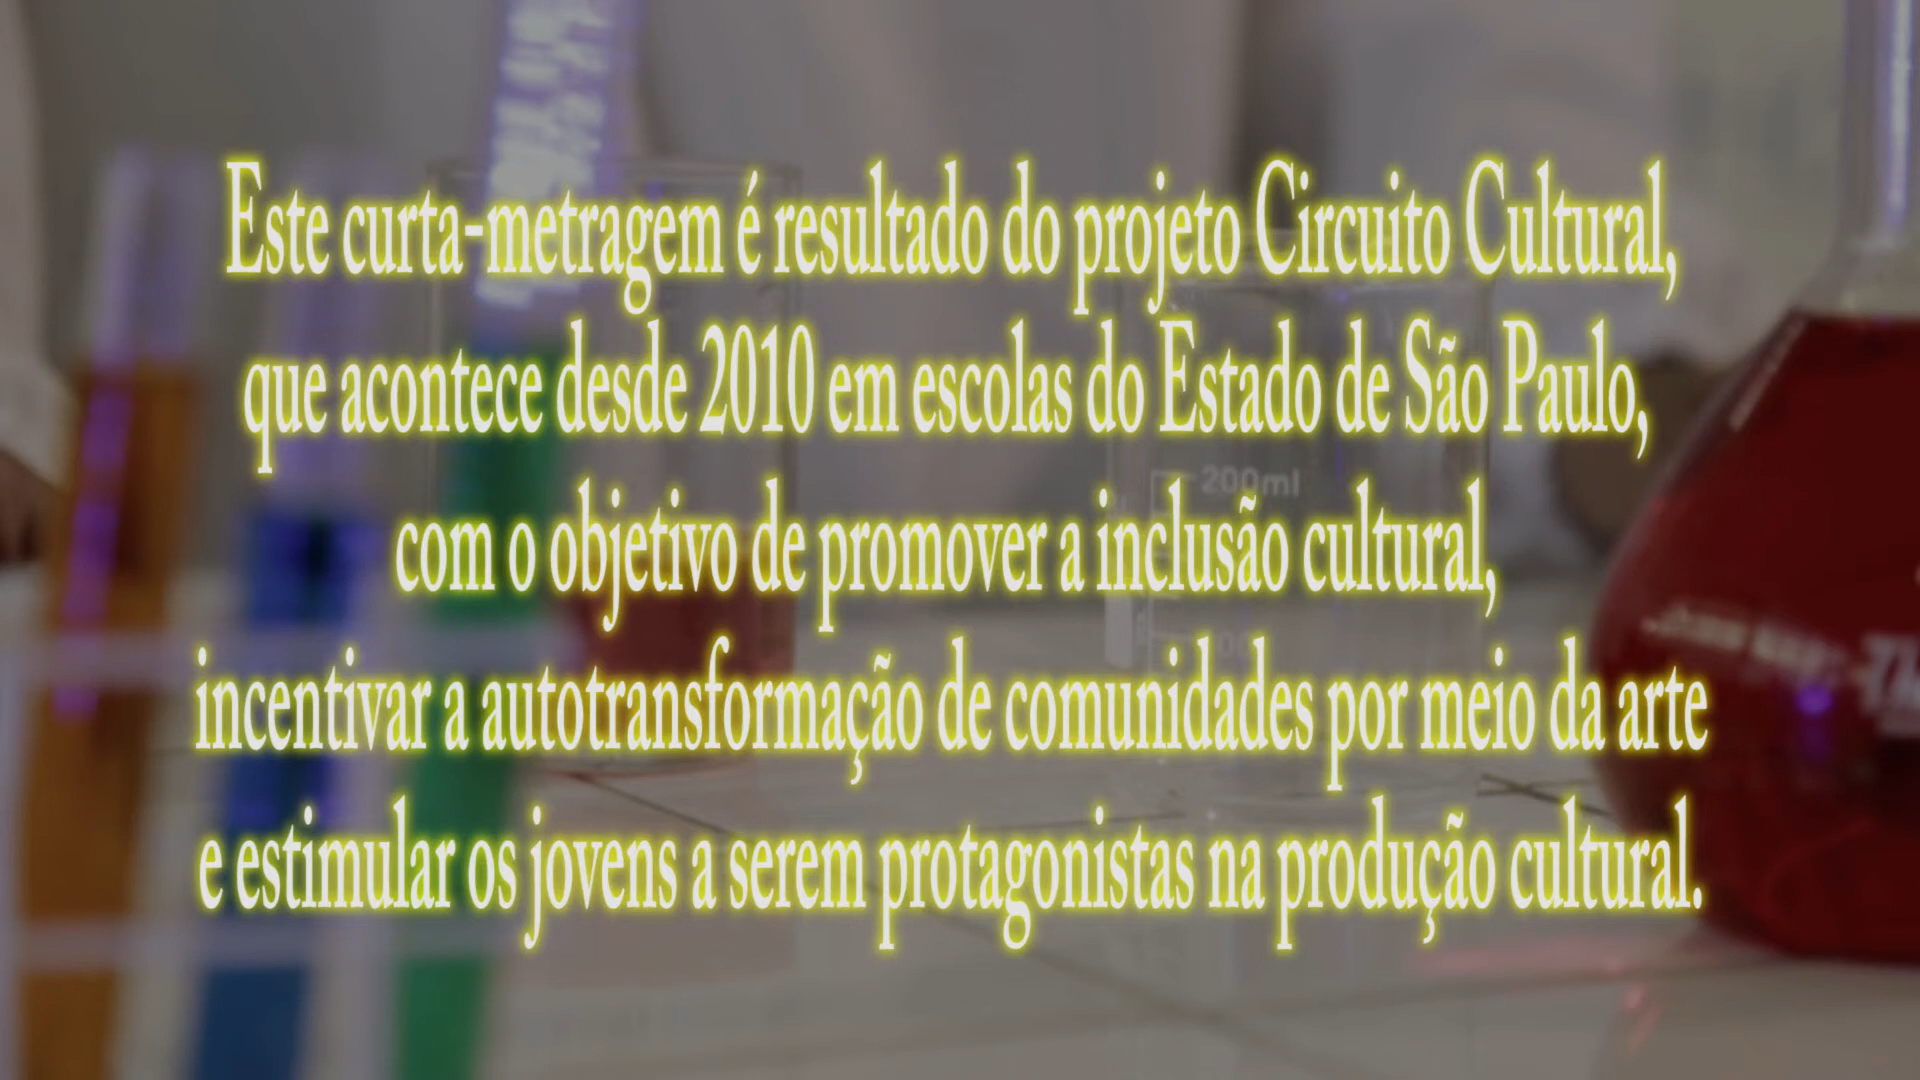 Este curta-metragem é resultado do projeto Circuito Cultural,
que acontece desde 2010 em escolas do Estado de São Paulo,
com o objetivo de promover a inclusão cultural,
incentivar a autotransformação de comunidades por meio da arte
e estimular os jovens a serem protagonistas na produção cultural.
200ml